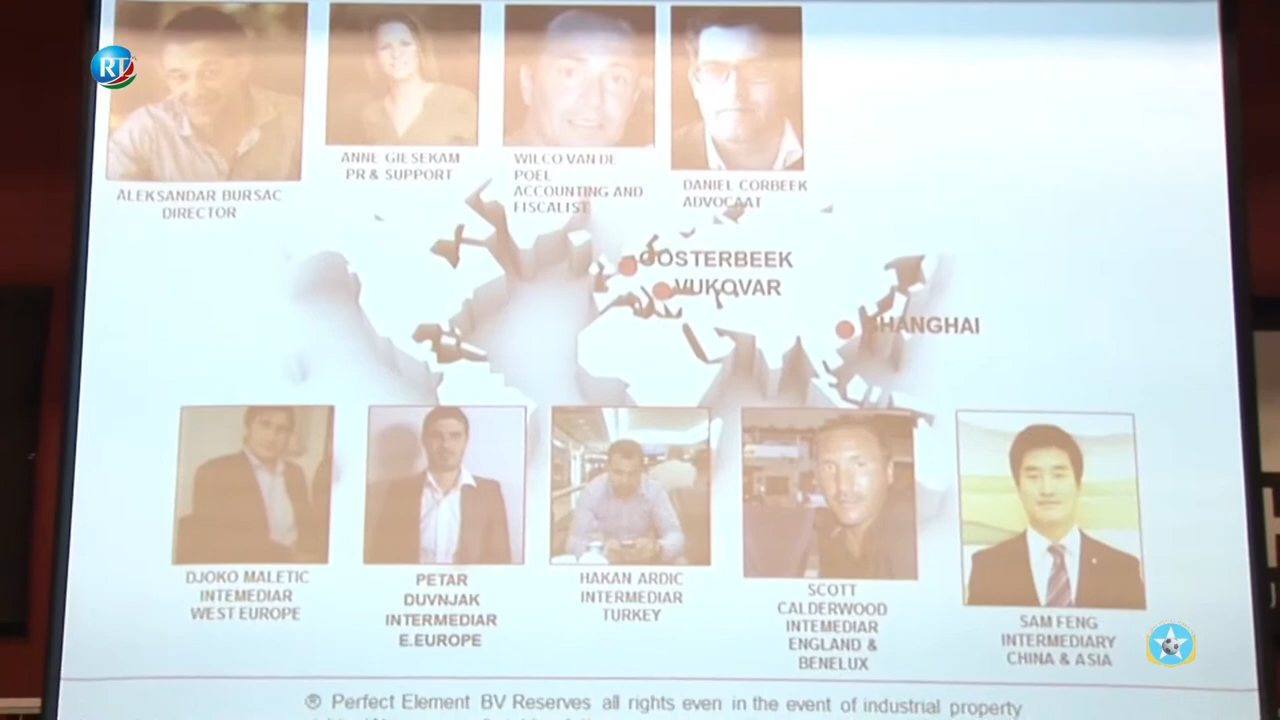 RT
ALEKSANDAR BURSAC
DIRECTOR
ANNE GIESEKAM
PR & SUPPORT
WILCO VAN DE
POEL
ACCOUNTING AND
FISCALIST
DANIEL CORBEEK
ADVOCAAT
OOSTERBEEK
VUKOVAR
SHANGHAI
DJOKO MALETIC
INTEMEDIAR
WEST EUROPE
PETAR
DUVNJAK
INTERMEDIAR
E.EUROPE
HAKAN ARDIC
INTERMEDIAR
TURKEY
SCOTT
CALDERWOOD
INTEMEDIAR
ENGLAND &
BENELUX
SAM FENG
INTERMEDIARY
CHINA & ASIA
® Perfect Element BV Reserves all rights even in the event of industrial property